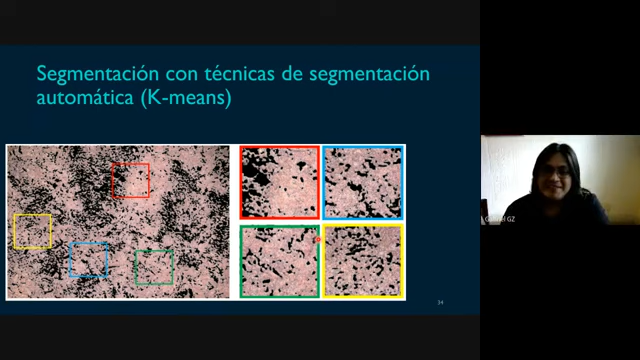 Segmentación con técnicas de segmentación
automática (K-means)
34
Gabriel GZ